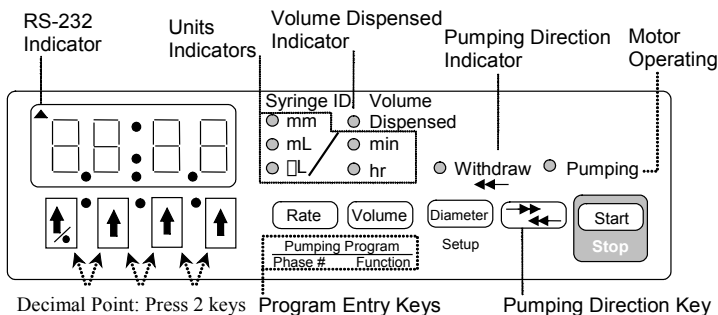 RS-232
Indicator
Units
Indicators
Volume Dispensed
Indicator
Pumping Direction
Indicator
Motor
Operating
Syringe ID
Volume
Dispensed
mm
mL
min
▯L
hr
Withdraw
Pumping
Rate
Volume
Diameter
Start
Stop
Setup
Pumping Program
Phase # Function
Decimal Point: Press 2 keys
Program Entry Keys
Pumping Direction Key